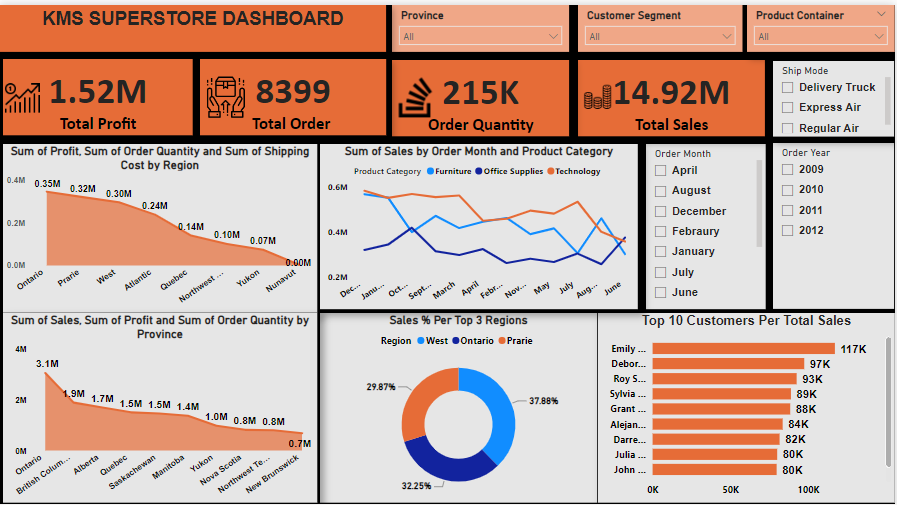 KMS SUPERSTORE DASHBOARD
Province
All
Customer Segment
All
Product Container
All
1.52M
Total Profit
8399
Total Order
215K
Order Quantity
14.92M
Total Sales
Ship Mode
Delivery Truck
Express Air
Regular Air
Sum of Profit, Sum of Order Quantity and Sum of Shipping
Cost by Region
0.4M
0.2M
0.0M
0.35M
0.32M
0.30M
0.24M
0.14M
0.10M
0.07M
0.00M
Ontario
Prarie
West
Atlantic
Quebec
Northwest ...
Yukon
Nunavut
Sum of Sales by Order Month and Product Category
Product Category Furniture Office Supplies Technology
0.6M
0.4M
0.2M
Dec...
Janu...
Oct...
Sept...
March
April
Febr...
Nov...
May
July
Aug...
June
Order Month
April
August
December
Febraury
January
July
June
Order Year
2009
2010
2011
2012
Sum of Sales, Sum of Profit and Sum of Order Quantity by
Province
4M
2M
0M
3.1M
1.9M
1.7M
1.5M
1.5M
1.4M
1.0M
0.8M
0.8M
0.7M
Ontario
British Colum...
Alberta
Quebec
Saskachewan
Manitoba
Yukon
Nova Scotia
Northwest Te...
New Brunswick
Sales % Per Top 3 Regions
Region West Ontario Prarie
29.87%
37.88%
32.25%
Top 10 Customers Per Total Sales
Emily ... 117K
Debor... 97K
Roy S... 93K
Sylvia ... 89K
Grant ... 88K
Alejan... 84K
Darre... 82K
Julia ... 80K
John ... 80K
0K 50K 100K